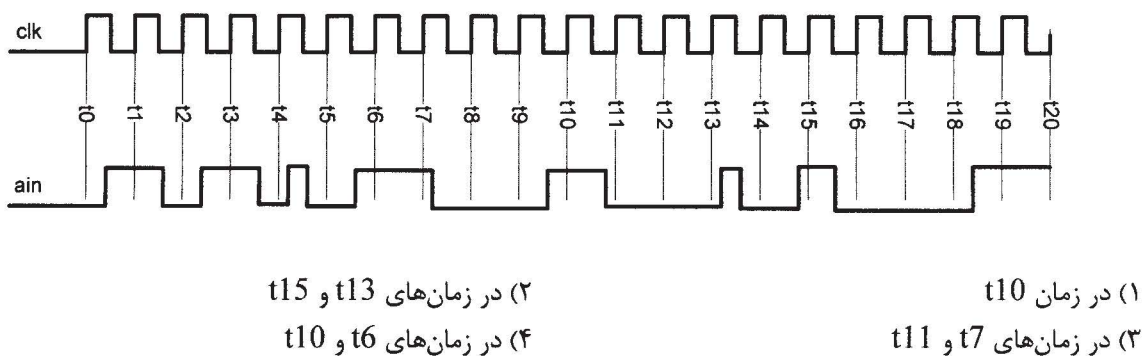 clk
t0 t1 t2 t3 t4 t5 t6 t7 t8 t9 t10 t11 t12 t13 t14 t15 t16 t17 t18 t19 t20
ain
۱) در زمان t10 ۲) در زمان‌های t13 و t15
۳) در زمان‌های t7 و t11 ۴) در زمان‌های t6 و t10